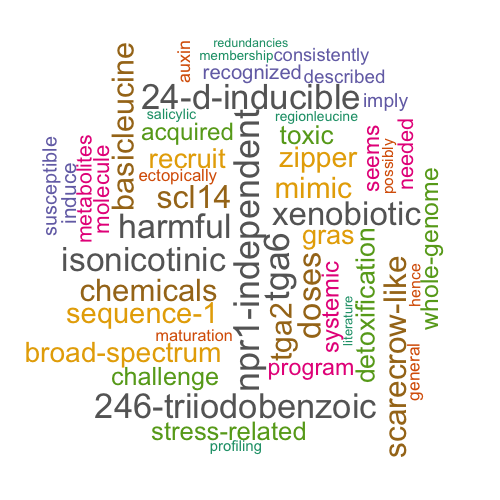 redundancies
membership consistently
auxin
recognized described
24-d-inducible imply
basicleucine
salicylic
regionleucine
acquired
toxic
susceptible
induce
metabolites
molecule
recruit
zipper
seems
possibly
needed
ectopically
scl14
mimic
harmful
npr1-independent
tga6
xenobiotic
whole-genome
gras
isonicotinic
tga2
doses
systemic
detoxification
scarecrow-like
hence
chemicals
sequence-1
literature
maturation
broad-spectrum
program
general
challenge
246-triiodobenzoic
stress-related
profiling